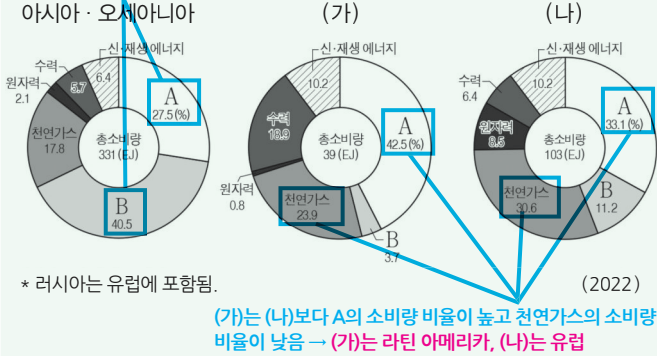 아시아 · 오세아니아
(가)
(나)
신·재생 에너지
6.4
수력
5.7
원자력
2.1
천연가스
17.8
A
27.5(%)
총소비량
331(EJ)
B
40.5
신·재생 에너지
10.2
수력
18.9
원자력
0.8
천연가스
23.9
A
42.5(%)
총소비량
39(EJ)
B
3.7
신·재생 에너지
10.2
수력
6.4
원자력
8.5
천연가스
30.6
A
33.1(%)
총소비량
103(EJ)
B
11.2
* 러시아는 유럽에 포함됨.
(2022)
(가)는 (나)보다 A의 소비량 비율이 높고 천연가스의 소비량
비율이 낮음 → (가)는 라틴 아메리카, (나)는 유럽